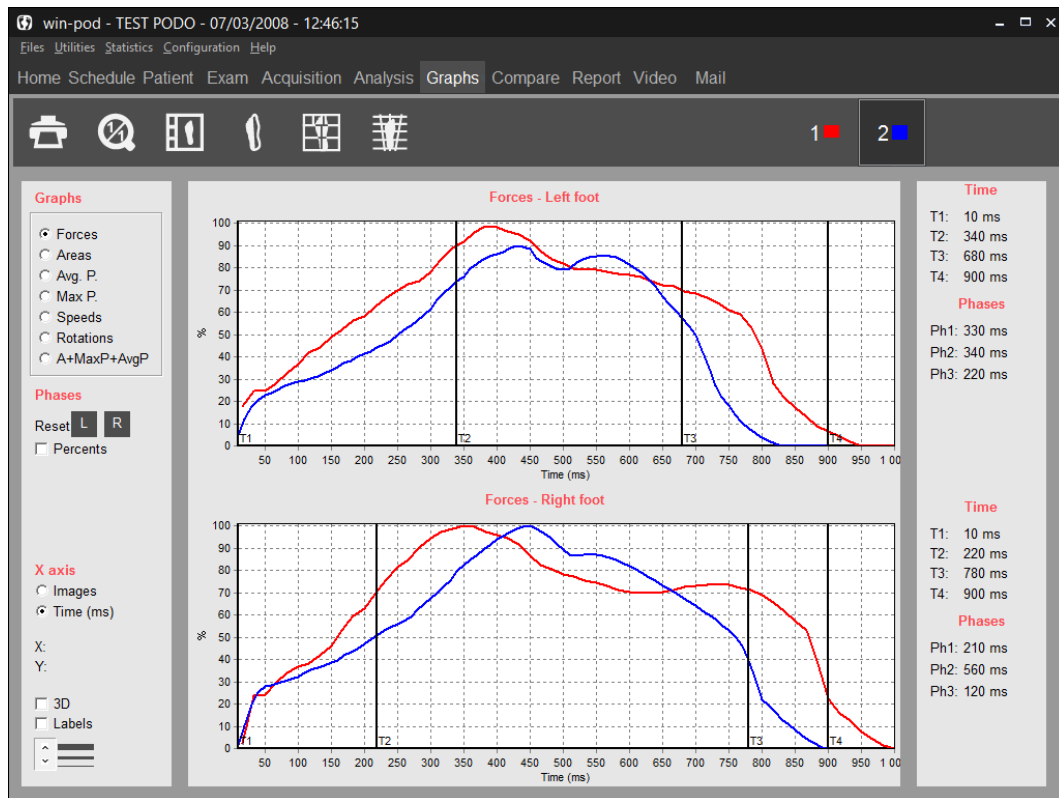 win-pod - TEST PODO - 07/03/2008 - 12:46:15
Files Utilities Statistics Configuration Help
Home Schedule Patient Exam Acquisition Analysis Graphs Compare Report Video Mail
1/1
1 2
Graphs
Forces
Areas
Avg. P.
Max P.
Speeds
Rotations
A+MaxP+AvgP
Phases
Reset L R
Percents
X axis
Images
Time (ms)
X:
Y:
3D
Labels
Forces - Left foot
100
90
80
70
60
50
40
30
20
10
0
%
T1 T2 T3 T4
50 100 150 200 250 300 350 400 450 500 550 600 650 700 750 800 850 900 950 1 00
Time (ms)
Forces - Right foot
100
90
80
70
60
50
40
30
20
10
0
%
T1 T2 T3 T4
50 100 150 200 250 300 350 400 450 500 550 600 650 700 750 800 850 900 950 1 00
Time (ms)
Time
T1: 10 ms
T2: 340 ms
T3: 680 ms
T4: 900 ms
Phases
Ph1: 330 ms
Ph2: 340 ms
Ph3: 220 ms
Time
T1: 10 ms
T2: 220 ms
T3: 780 ms
T4: 900 ms
Phases
Ph1: 210 ms
Ph2: 560 ms
Ph3: 120 ms